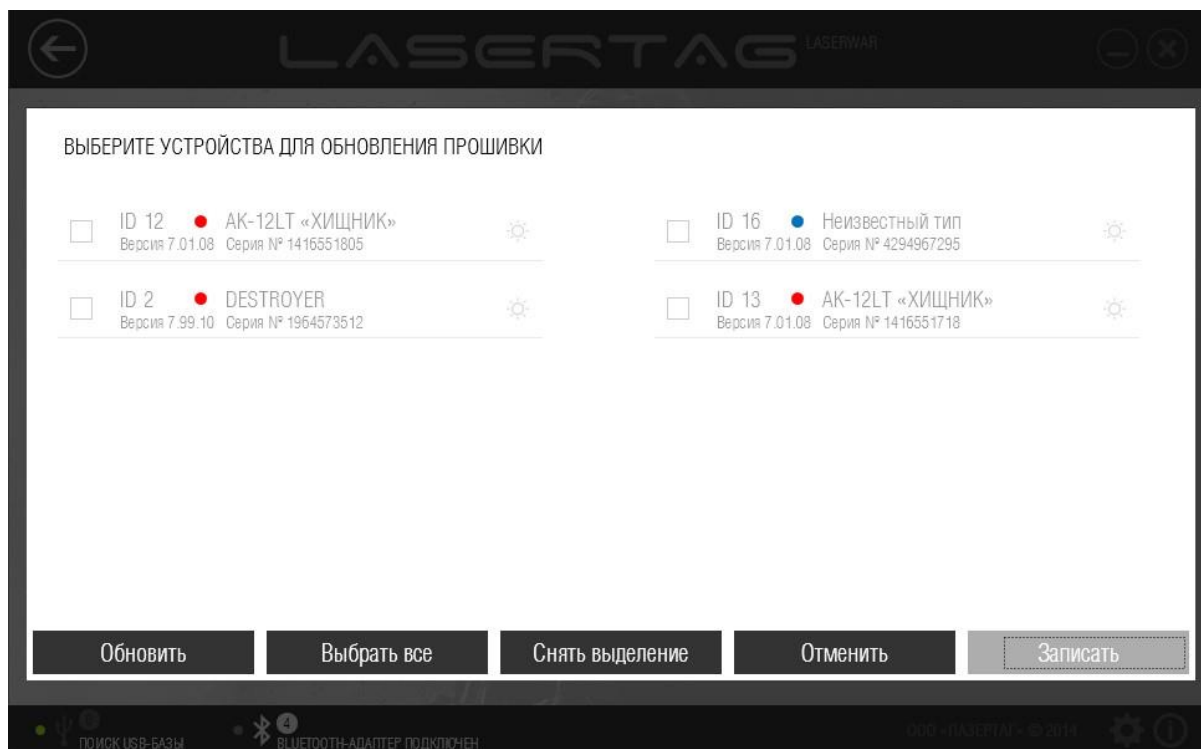 LASERTAG LASERWAR
ВЫБЕРИТЕ УСТРОЙСТВА ДЛЯ ОБНОВЛЕНИЯ ПРОШИВКИ
ID 12 АК-12LT «ХИЩНИК»
Версия 7.01.08 Серия № 1416551805
ID 16 Неизвестный тип
Версия 7.01.08 Серия № 4294967295
ID 2 DESTROYER
Версия 7.99.10 Серия № 1964573512
ID 13 АК-12LT «ХИЩНИК»
Версия 7.01.08 Серия № 1416551718
Обновить Выбрать все Снять выделение Отменить Записать
4
ПОИСК USB-БАЗЫ BLUETOOTH-АДАПТЕР ПОДКЛЮЧЕН ООО «ЛАЗЕРТАГ» © 2014